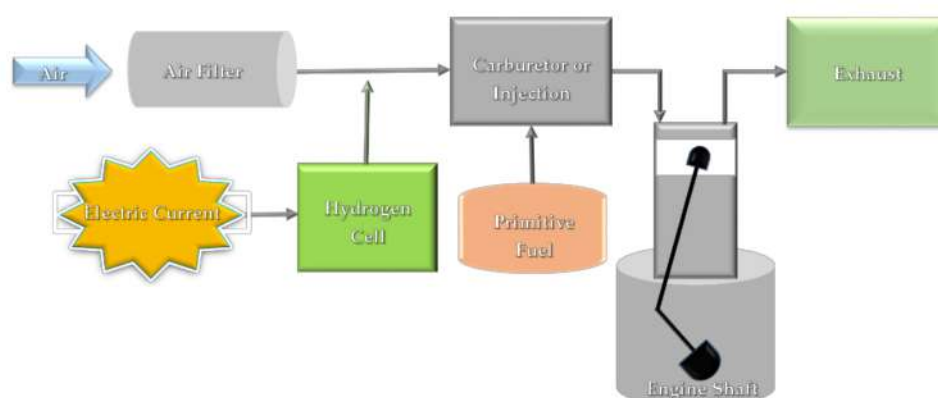 Air
Air Filter
Carburetor or
Injection
Exhaust
Electric Current
Hydrogen
Cell
Primitive
Fuel
Engine Shaft